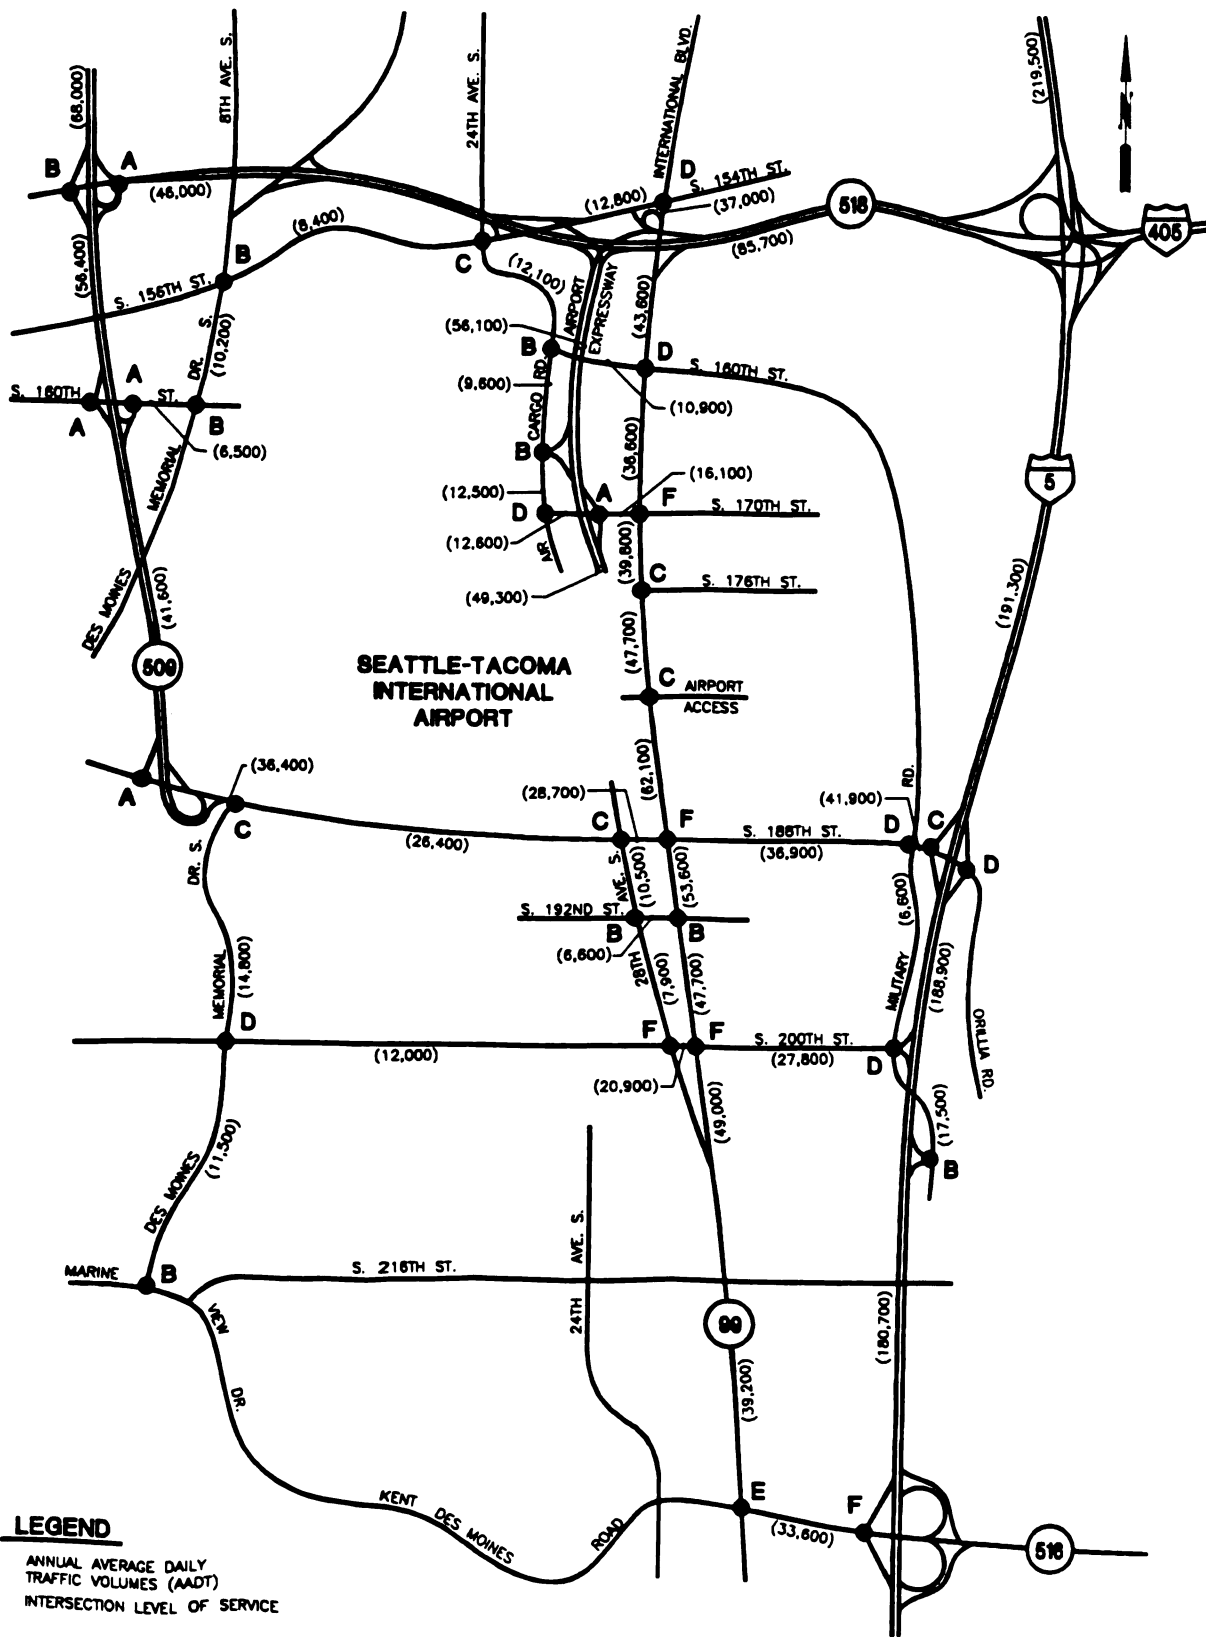 (68,000)
8TH AVE. S.
24TH AVE. S.
INTERNATIONAL BLVD.
(219,500)
N
B
A
(46,000)
D
S. 154TH ST.
(12,800)
(37,000)
518
405
(8,400)
(85,700)
(56,400)
B
C
(12,100)
S. 156TH ST.
AIRPORT
EXPRESSWAY
(43,600)
DR. S.
(10,200)
(56,100)
B
D
S. 160TH ST.
(9,600)
CARGO RD.
(10,900)
S. 160TH ST.
A
A
B
(6,500)
MEMORIAL
DES MOINES
B
(38,600)
5
(12,500)
(16,100)
D
A
F
S. 170TH ST.
(12,600)
AIR
(39,800)
C
S. 176TH ST.
(49,300)
(41,600)
(191,300)
509
(47,700)
SEATTLE-TACOMA
INTERNATIONAL
AIRPORT
C
AIRPORT
ACCESS
(62,100)
A
(36,400)
C
(28,700)
C
F
S. 188TH ST.
(36,900)
(41,900)
RD.
D
C
D
(26,400)
DR. S.
AVE. S.
(10,500)
(53,600)
(6,600)
S. 192ND ST.
B
B
(6,600)
MEMORIAL
(14,800)
28TH
(7,900)
(47,700)
MILITARY
(188,900)
ORILLIA RD.
D
F
F
S. 200TH ST.
(27,800)
D
(12,000)
(20,900)
(49,000)
(17,500)
B
(11,500)
DES MOINES
MARINE
B
S. 216TH ST.
24TH AVE. S.
VIEW
DR.
99
(180,700)
(39,200)
KENT
DES MOINES
ROAD
E
(33,600)
F
516
LEGEND
ANNUAL AVERAGE DAILY
TRAFFIC VOLUMES (AADT)
INTERSECTION LEVEL OF SERVICE